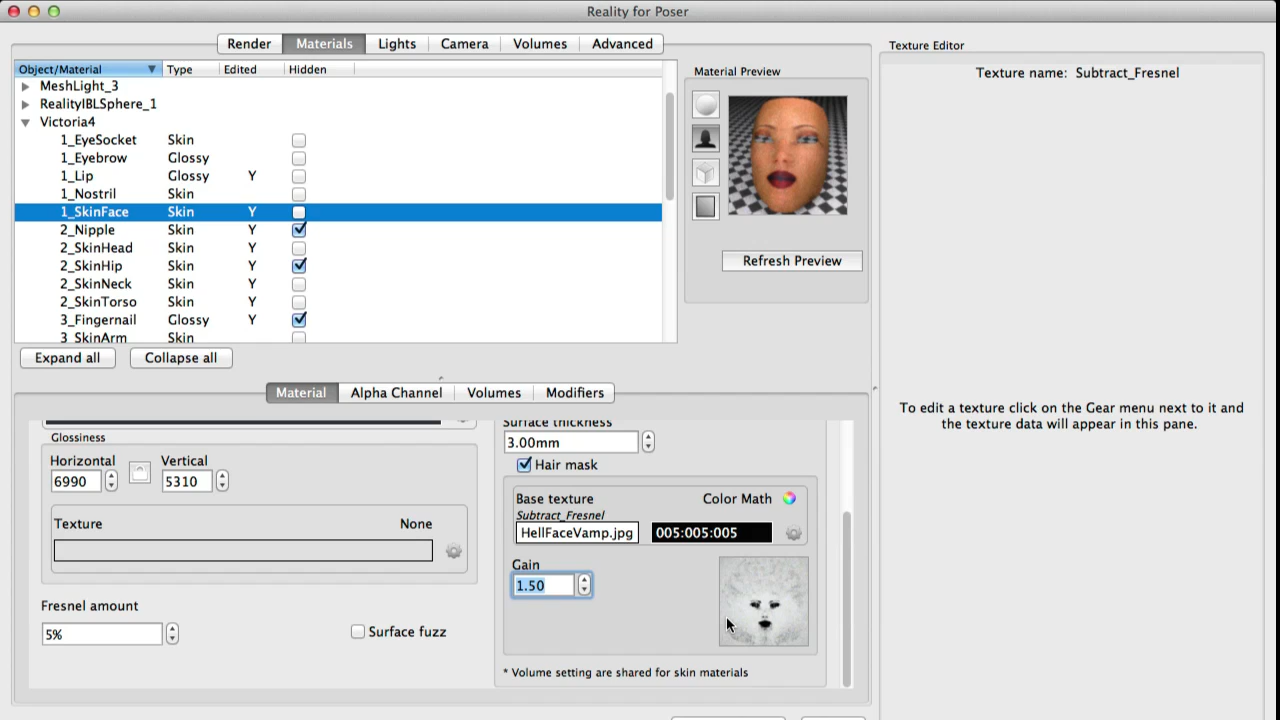 Reality for Poser
Render Materials Lights Camera Volumes Advanced
Object/Material Type Edited Hidden
MeshLight_3
RealityIBLSphere_1
Victoria4
1_EyeSocket Skin
1_Eyebrow Glossy
1_Lip Glossy Y
1_Nostril Skin
1_SkinFace Skin Y
2_Nipple Skin Y
2_SkinHead Skin Y
2_SkinHip Skin Y
2_SkinNeck Skin Y
2_SkinTorso Skin Y
3_Fingernail Glossy Y
3_SkinArm Skin
Expand all Collapse all
Material Preview
Refresh Preview
Material Alpha Channel Volumes Modifiers
Glossiness
Horizontal Vertical
6990 5310
Texture None
Fresnel amount
5%
Surface fuzz
Surface thickness
3.00mm
Hair mask
Base texture Color Math
Subtract_Fresnel
HellFaceVamp.jpg 005:005:005
Gain
1.50
* Volume setting are shared for skin materials
Texture Editor
Texture name: Subtract_Fresnel
To edit a texture click on the Gear menu next to it and
the texture data will appear in this pane.